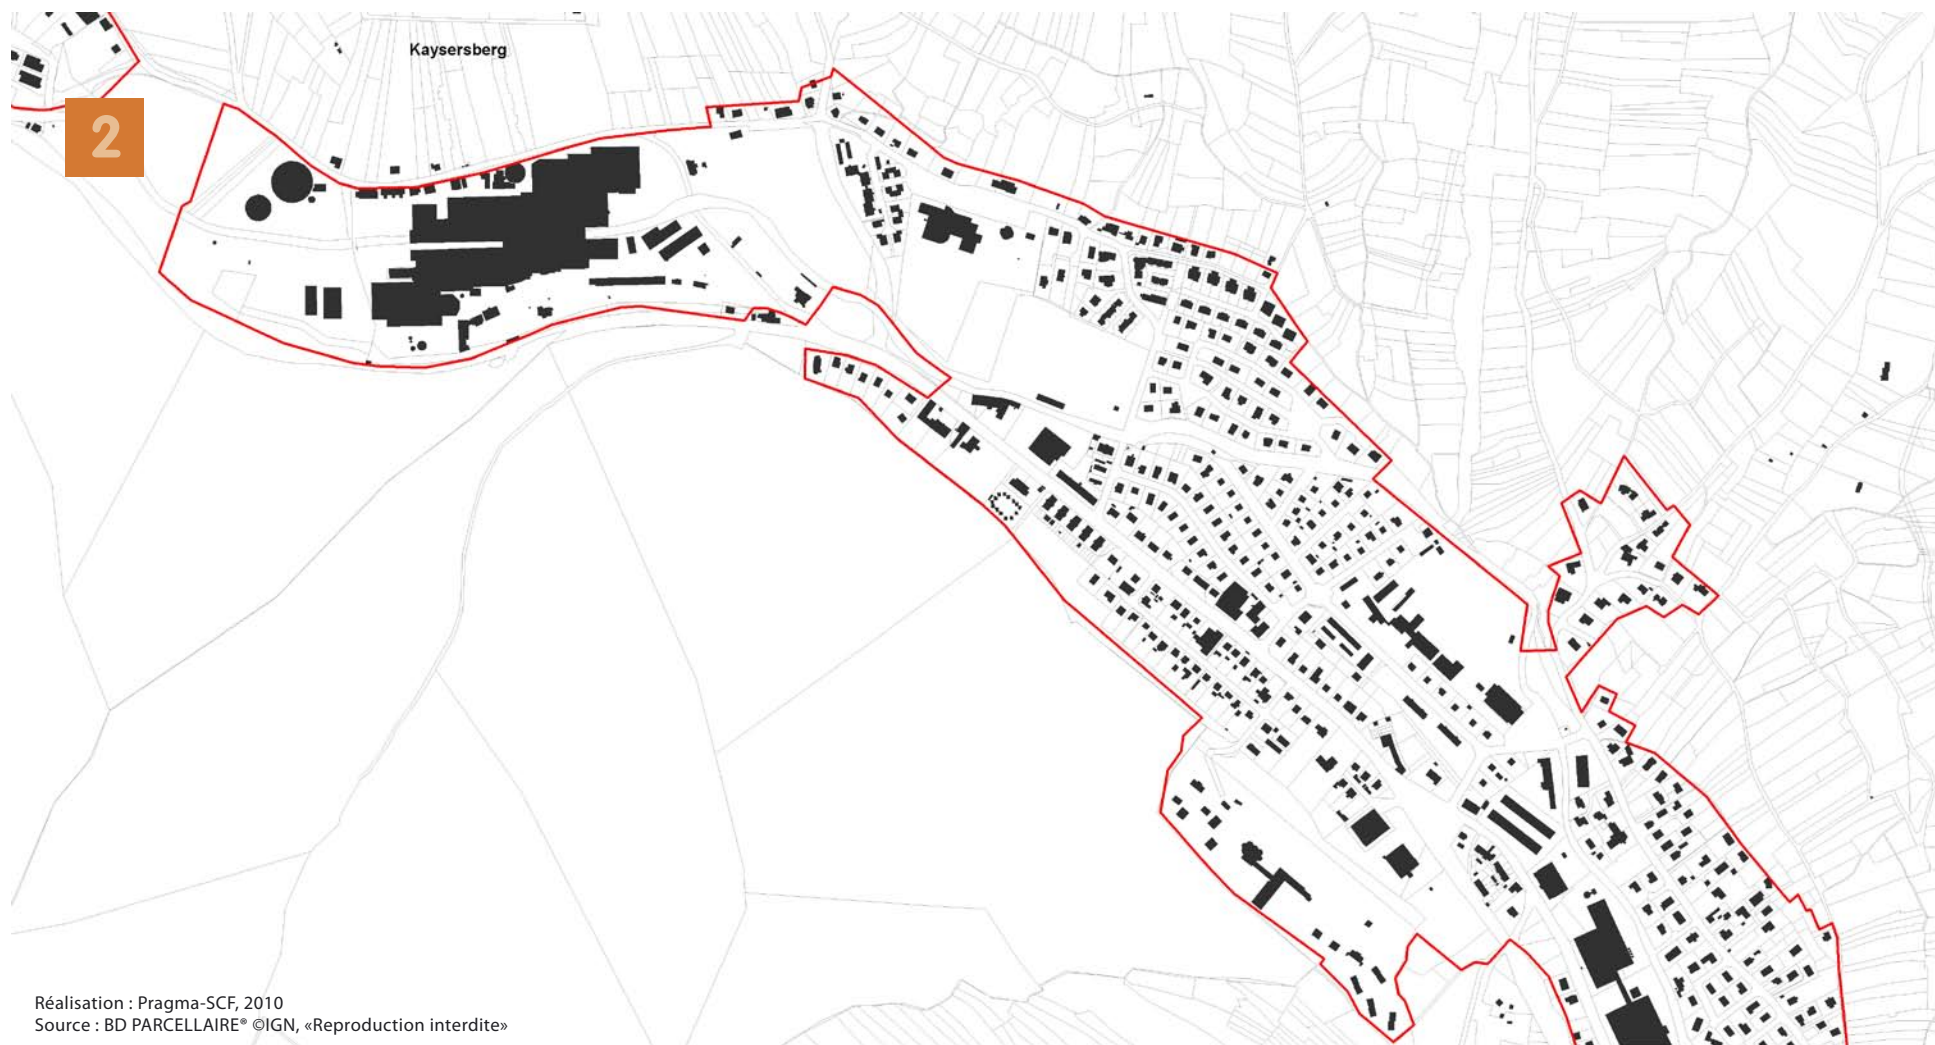 Kaysersberg
2
Réalisation : Pragma-SCF, 2010
Source : BD PARCELLAIRE® ©IGN, «Reproduction interdite»